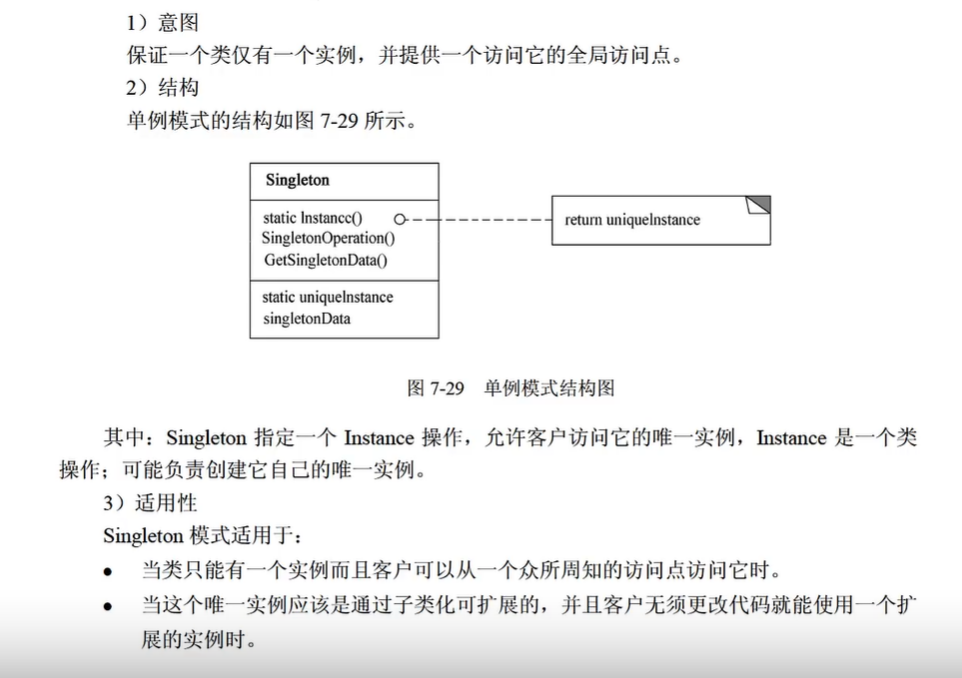 1）意图
保证一个类仅有一个实例，并提供一个访问它的全局访问点。
2）结构
单例模式的结构如图 7-29 所示。
Singleton
static Instance()
SingletonOperation()
GetSingletonData()
static uniqueInstance
singletonData
return uniqueInstance
图 7-29 单例模式结构图
其中：Singleton 指定一个 Instance 操作，允许客户访问它的唯一实例，Instance 是一个类
操作；可能负责创建它自己的唯一实例。
3）适用性
Singleton 模式适用于：
● 当类只能有一个实例而且客户可以从一个众所周知的访问点访问它时。
● 当这个唯一实例应该是通过子类化可扩展的，并且客户无须更改代码就能使用一个扩
展的实例时。